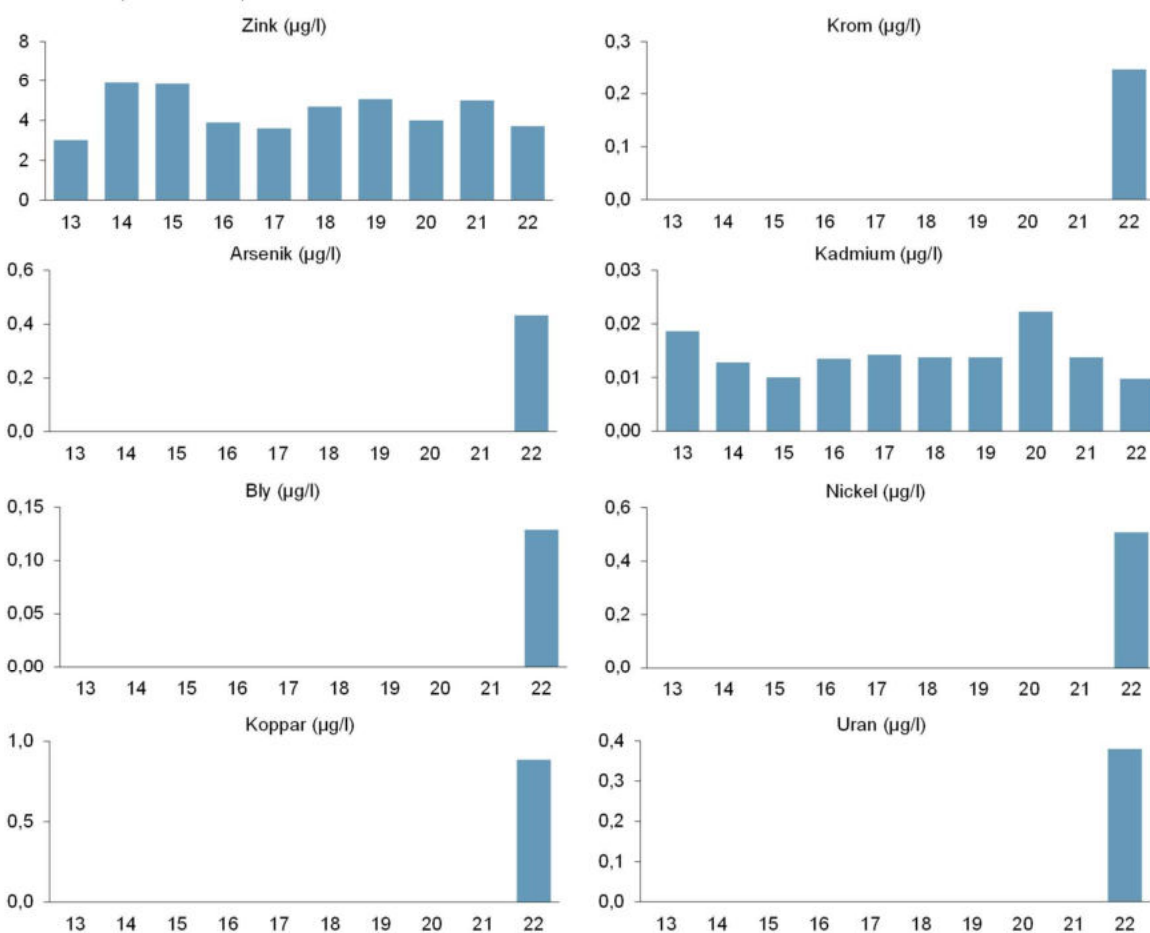 Zink (µg/l)
8
6
4
2
0
13 14 15 16 17 18 19 20 21 22
Krom (µg/l)
0,3
0,2
0,1
0,0
13 14 15 16 17 18 19 20 21 22
Arsenik (µg/l)
0,6
0,4
0,2
0,0
13 14 15 16 17 18 19 20 21 22
Kadmium (µg/l)
0,03
0,02
0,01
0,00
13 14 15 16 17 18 19 20 21 22
Bly (µg/l)
0,15
0,10
0,05
0,00
13 14 15 16 17 18 19 20 21 22
Nickel (µg/l)
0,6
0,4
0,2
0,0
13 14 15 16 17 18 19 20 21 22
Koppar (µg/l)
1,0
0,5
0,0
13 14 15 16 17 18 19 20 21 22
Uran (µg/l)
0,4
0,3
0,2
0,1
0,0
13 14 15 16 17 18 19 20 21 22